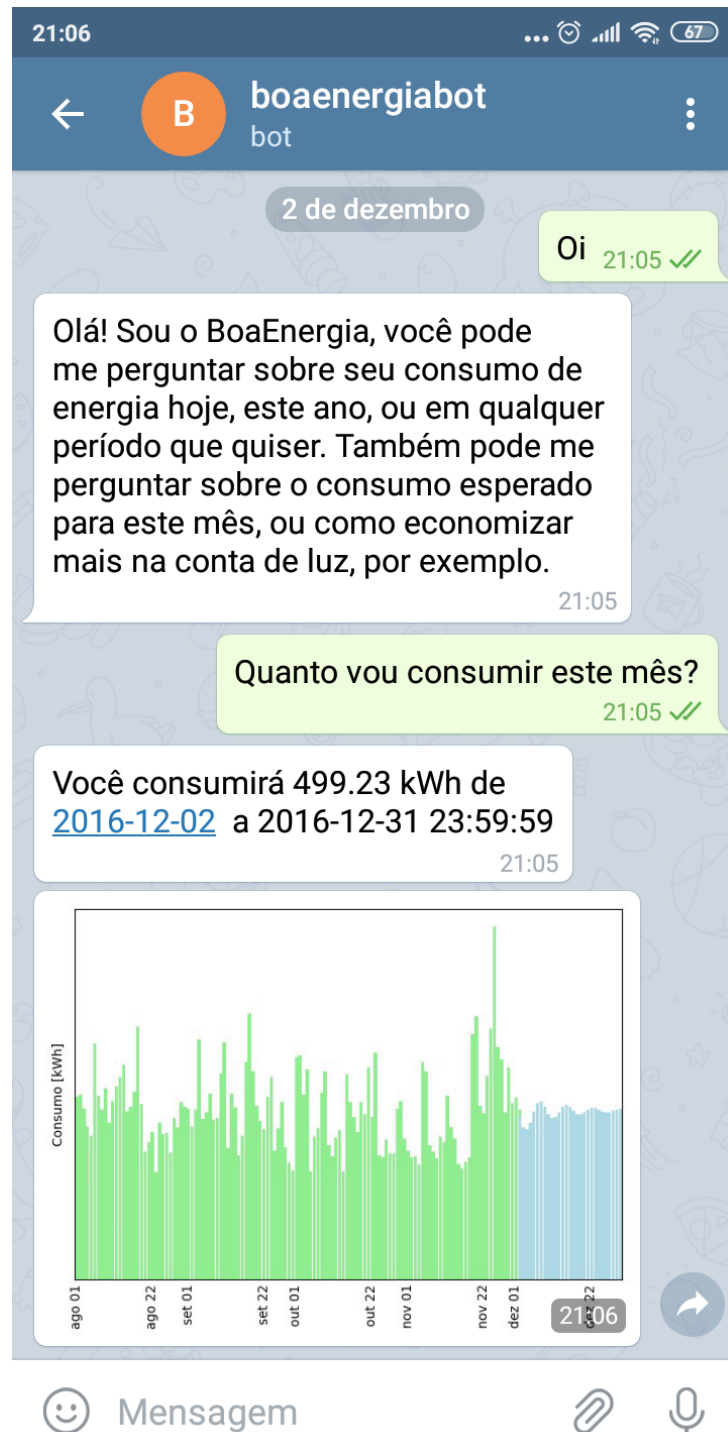 21:06
67
B
boaenergiabot
bot
2 de dezembro
Oi 21:05
Olá! Sou o BoaEnergia, você pode
me perguntar sobre seu consumo de
energia hoje, este ano, ou em qualquer
período que quiser. Também pode me
perguntar sobre o consumo esperado
para este mês, ou como economizar
mais na conta de luz, por exemplo.
21:05
Quanto vou consumir este mês?
21:05
Você consumirá 499.23 kWh de
2016-12-02 a 2016-12-31 23:59:59
21:05
Consumo [kWh]
ago 01
ago 22
set 01
set 22
out 01
out 22
nov 01
nov 22
dez 01
22
21:06
Mensagem